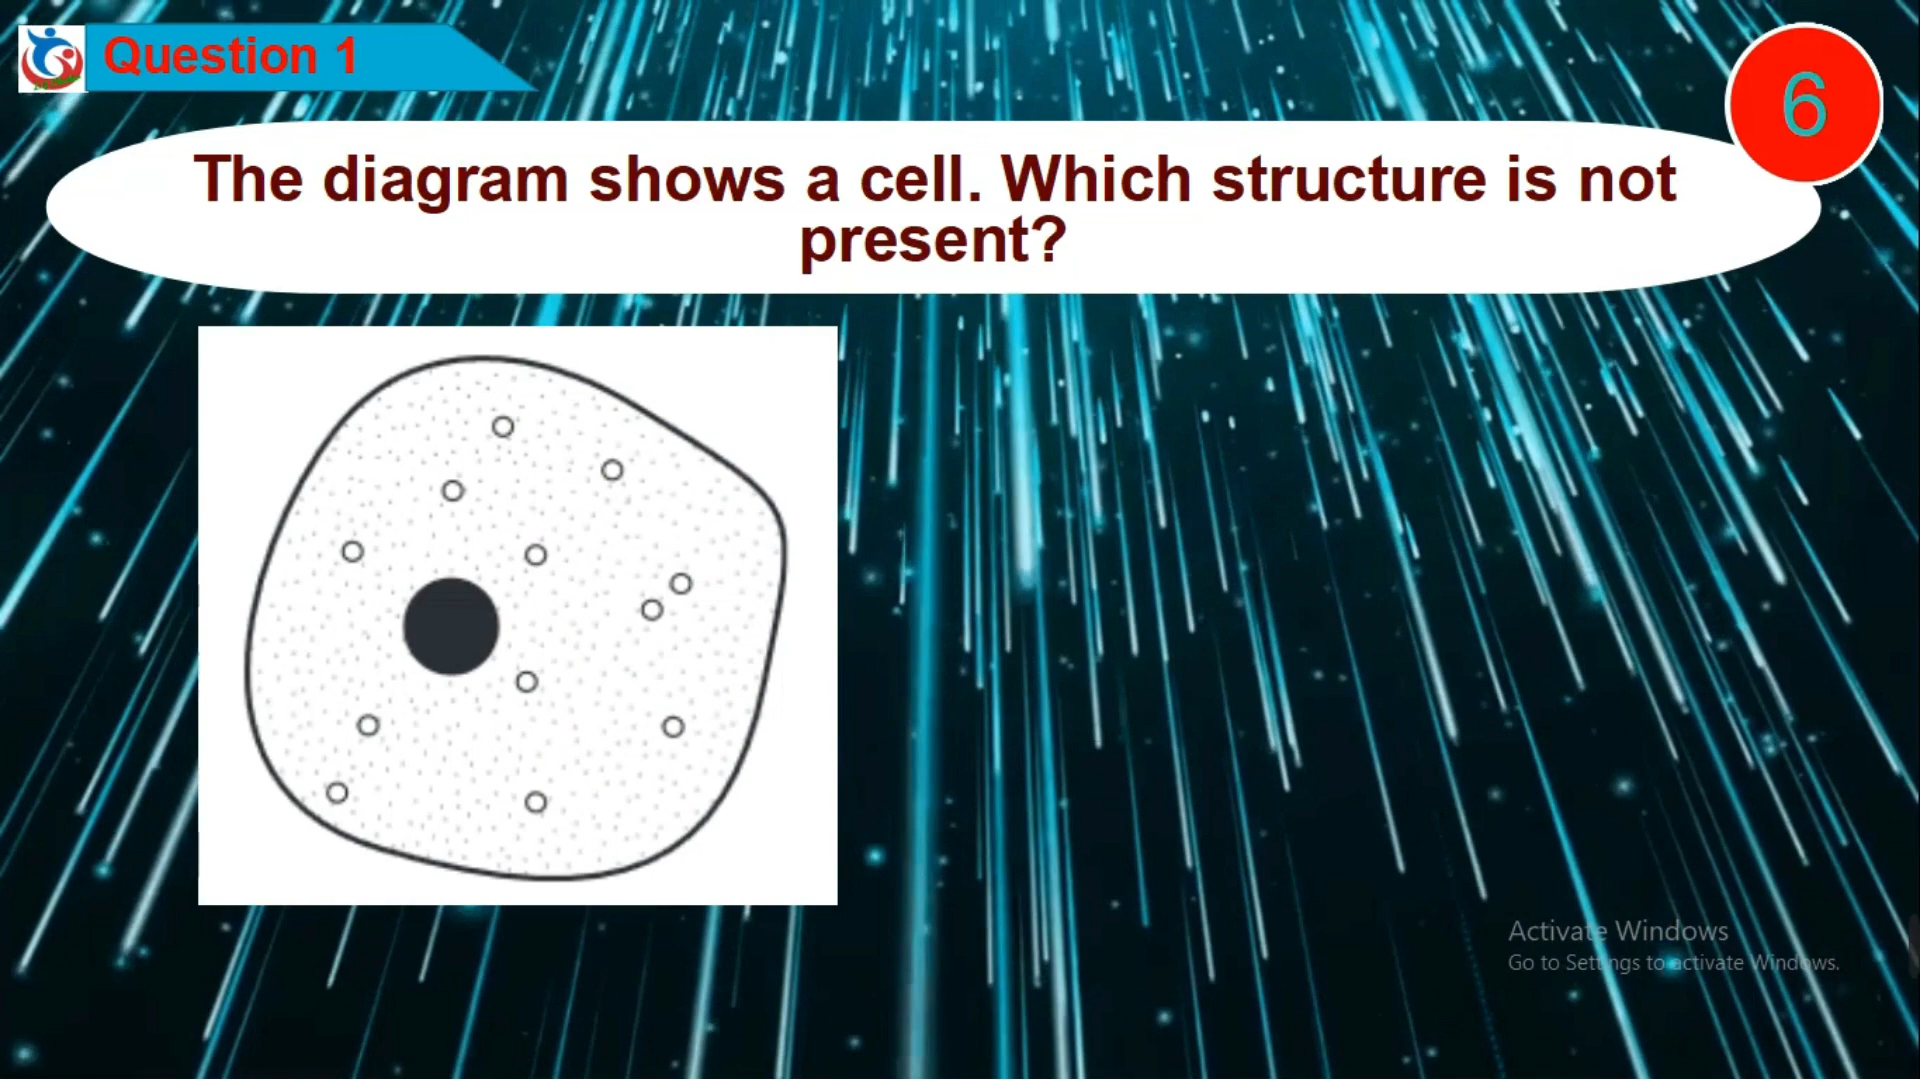 Question 1
6
The diagram shows a cell. Which structure is not
present?
Activate Windows
Go to Settings to activate Windows.